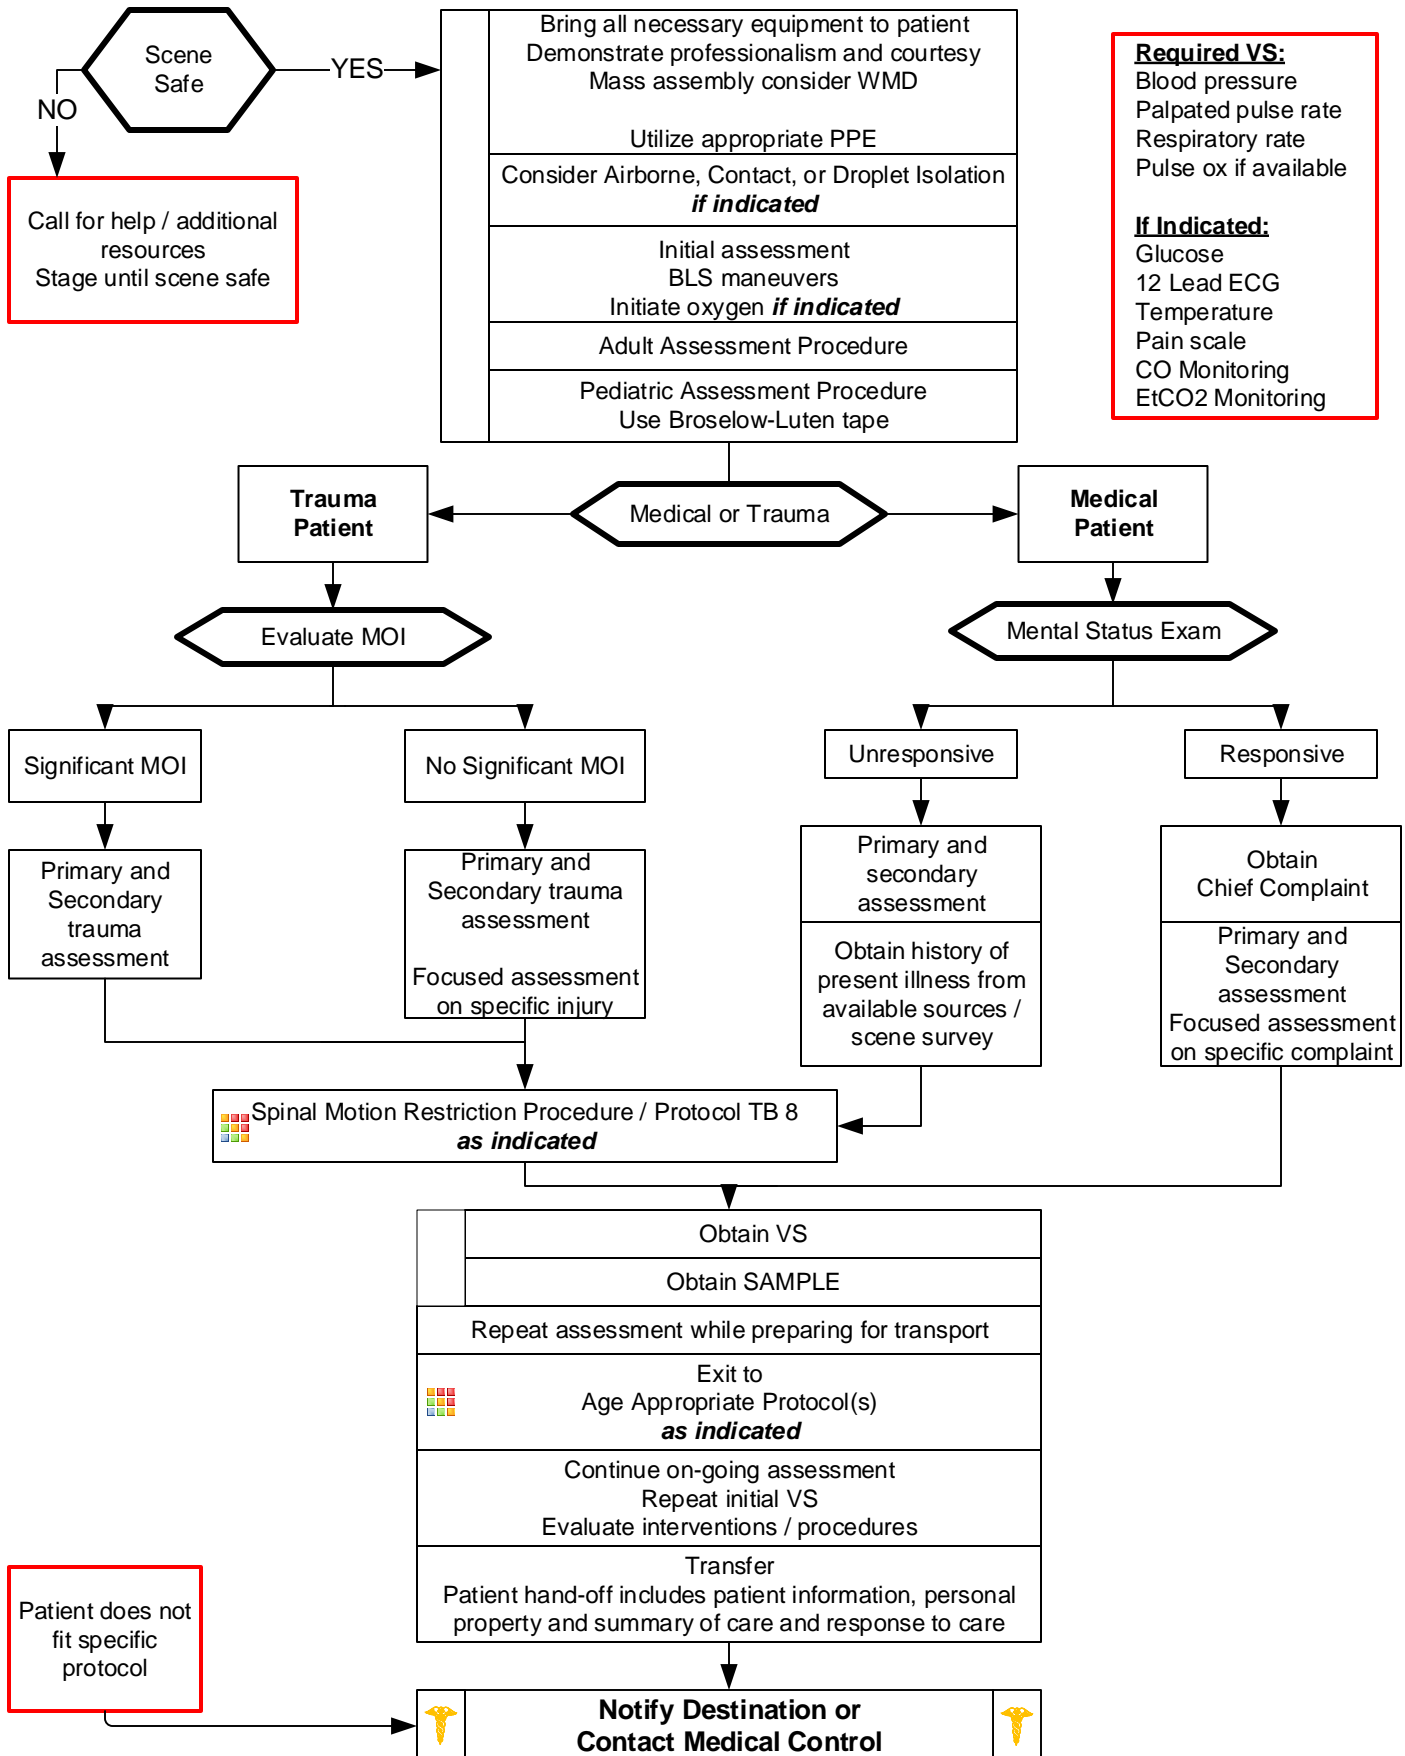 Scene
Safe
YES
NO
Call for help / additional
resources
Stage until scene safe
Bring all necessary equipment to patient
Demonstrate professionalism and courtesy
Mass assembly consider WMD
Utilize appropriate PPE
Consider Airborne, Contact, or Droplet Isolation
if indicated
Initial assessment
BLS maneuvers
Initiate oxygen if indicated
Adult Assessment Procedure
Pediatric Assessment Procedure
Use Broselow-Luten tape
Required VS:
Blood pressure
Palpated pulse rate
Respiratory rate
Pulse ox if available
If Indicated:
Glucose
12 Lead ECG
Temperature
Pain scale
CO Monitoring
EtCO2 Monitoring
Trauma
Patient
Medical or Trauma
Medical
Patient
Evaluate MOI
Mental Status Exam
Significant MOI
No Significant MOI
Unresponsive
Responsive
Primary and
Secondary
trauma
assessment
Primary and
Secondary trauma
assessment
Focused assessment
on specific injury
Primary and
secondary
assessment
Obtain history of
present illness from
available sources /
scene survey
Obtain
Chief Complaint
Primary and
Secondary
assessment
Focused assessment
on specific complaint
Spinal Motion Restriction Procedure / Protocol TB 8
as indicated
Obtain VS
Obtain SAMPLE
Repeat assessment while preparing for transport
Exit to
Age Appropriate Protocol(s)
as indicated
Continue on-going assessment
Repeat initial VS
Evaluate interventions / procedures
Transfer
Patient hand-off includes patient information, personal
property and summary of care and response to care
Patient does not
fit specific
protocol
Notify Destination or
Contact Medical Control